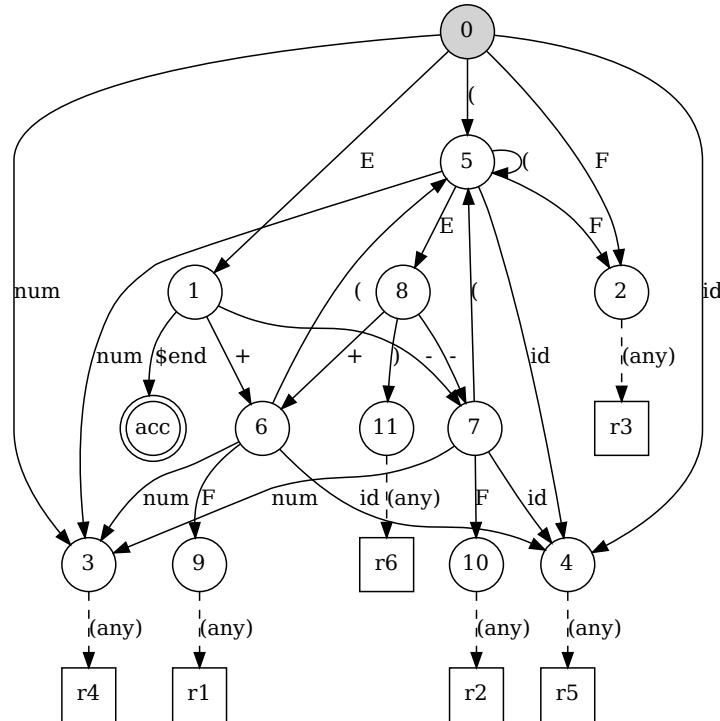 0
(
E
F
5
(
E
F
num
1
8
2
id
(
num
$end
+
+
)
-
-
(
id
(any)
acc
6
11
7
r3
num
F
num
id
(any)
F
id
3
9
r6
10
4
(any)
(any)
(any)
(any)
r4
r1
r2
r5